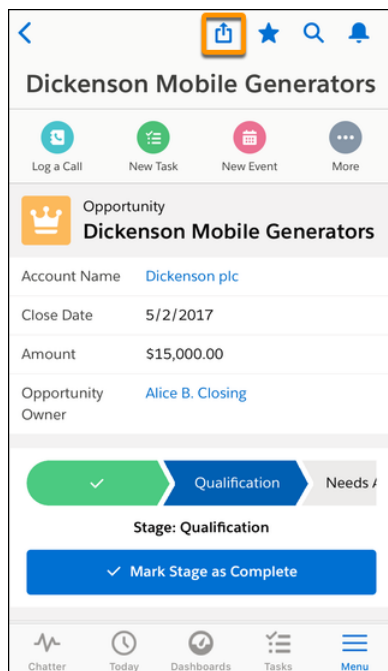 Dickenson Mobile Generators
Log a Call New Task New Event More
Opportunity
Dickenson Mobile Generators
Account Name Dickenson plc
Close Date 5/2/2017
Amount $15,000.00
Opportunity Alice B. Closing
Owner
Qualification Needs A
Stage: Qualification
Mark Stage as Complete
Chatter Today Dashboards Tasks Menu